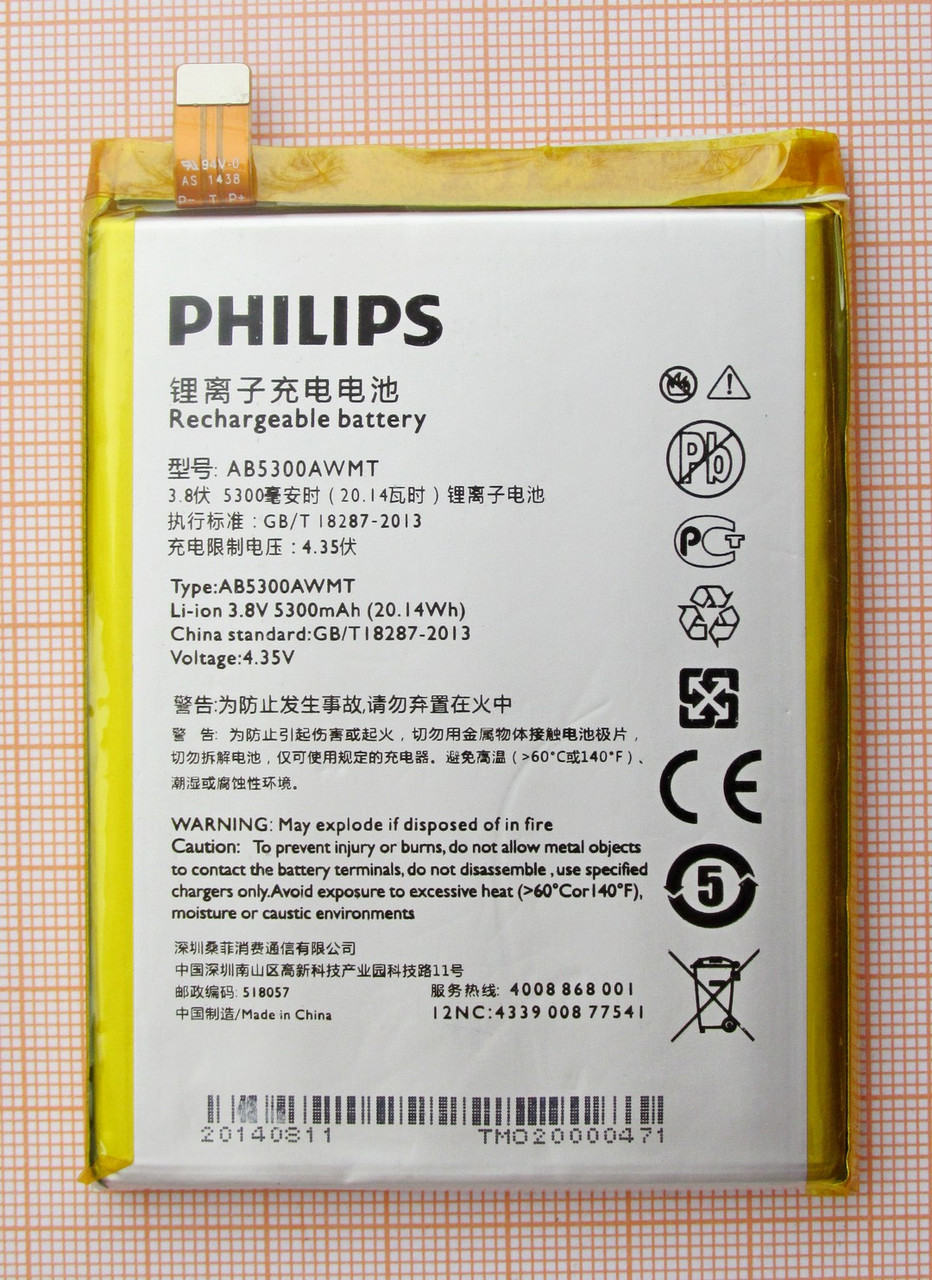 94V-0
AS 1438
P- T P+
PHILIPS
锂离子充电电池
Rechargeable battery
型号: AB5300AWMT
3.8伏 5300毫安时（20.14瓦时）锂离子电池
执行标准：GB/T 18287-2013
充电限制电压：4.35伏
Type:AB5300AWMT
Li-ion 3.8V 5300mAh (20.14Wh)
China standard:GB/T18287-2013
Voltage:4.35V
警告:为防止发生事故,请勿弃置在火中
警 告: 为防止引起伤害或起火，切勿用金属物体接触电池极片，
切勿拆解电池，仅可使用规定的充电器。避免高温（>60°C或140°F）、
潮湿或腐蚀性环境。
WARNING: May explode if disposed of in fire
Caution: To prevent injury or burns, do not allow metal objects
to contact the battery terminals, do not disassemble , use specified
chargers only.Avoid exposure to excessive heat (>60°Cor140°F),
moisture or caustic environments
深圳桑菲消费通信有限公司
中国深圳南山区高新科技产业园科技路11号
邮政编码: 518057
服务热线: 4008 868 001
中国制造/Made in China
12NC:4339 008 77541
Pb
PCT
CE
5
20140811
TMO20000471